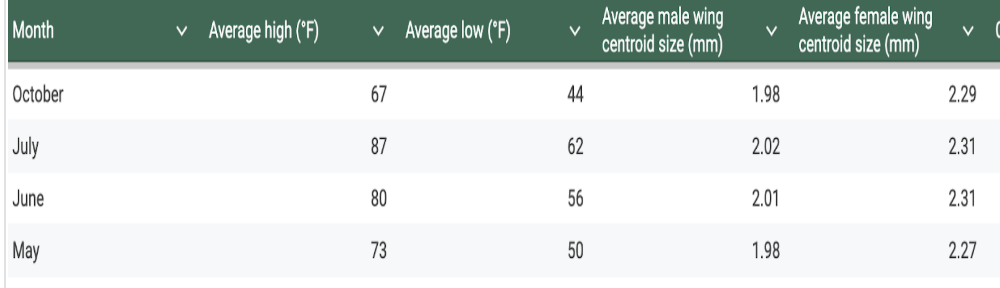 Month Average high (°F) Average low (°F) Average male wing centroid size (mm) Average female wing centroid size (mm)
October 67 44 1.98 2.29
July 87 62 2.02 2.31
June 80 56 2.01 2.31
May 73 50 1.98 2.27